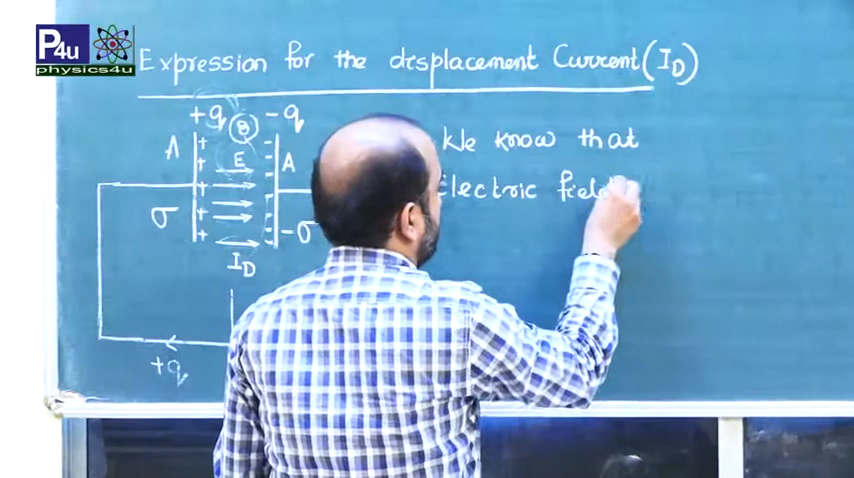 P4u
physics4u
Expression for the displacement Current (ID)
+q
B
-q
A
E
A
σ
-σ
ID
+q
We know that
Electric field